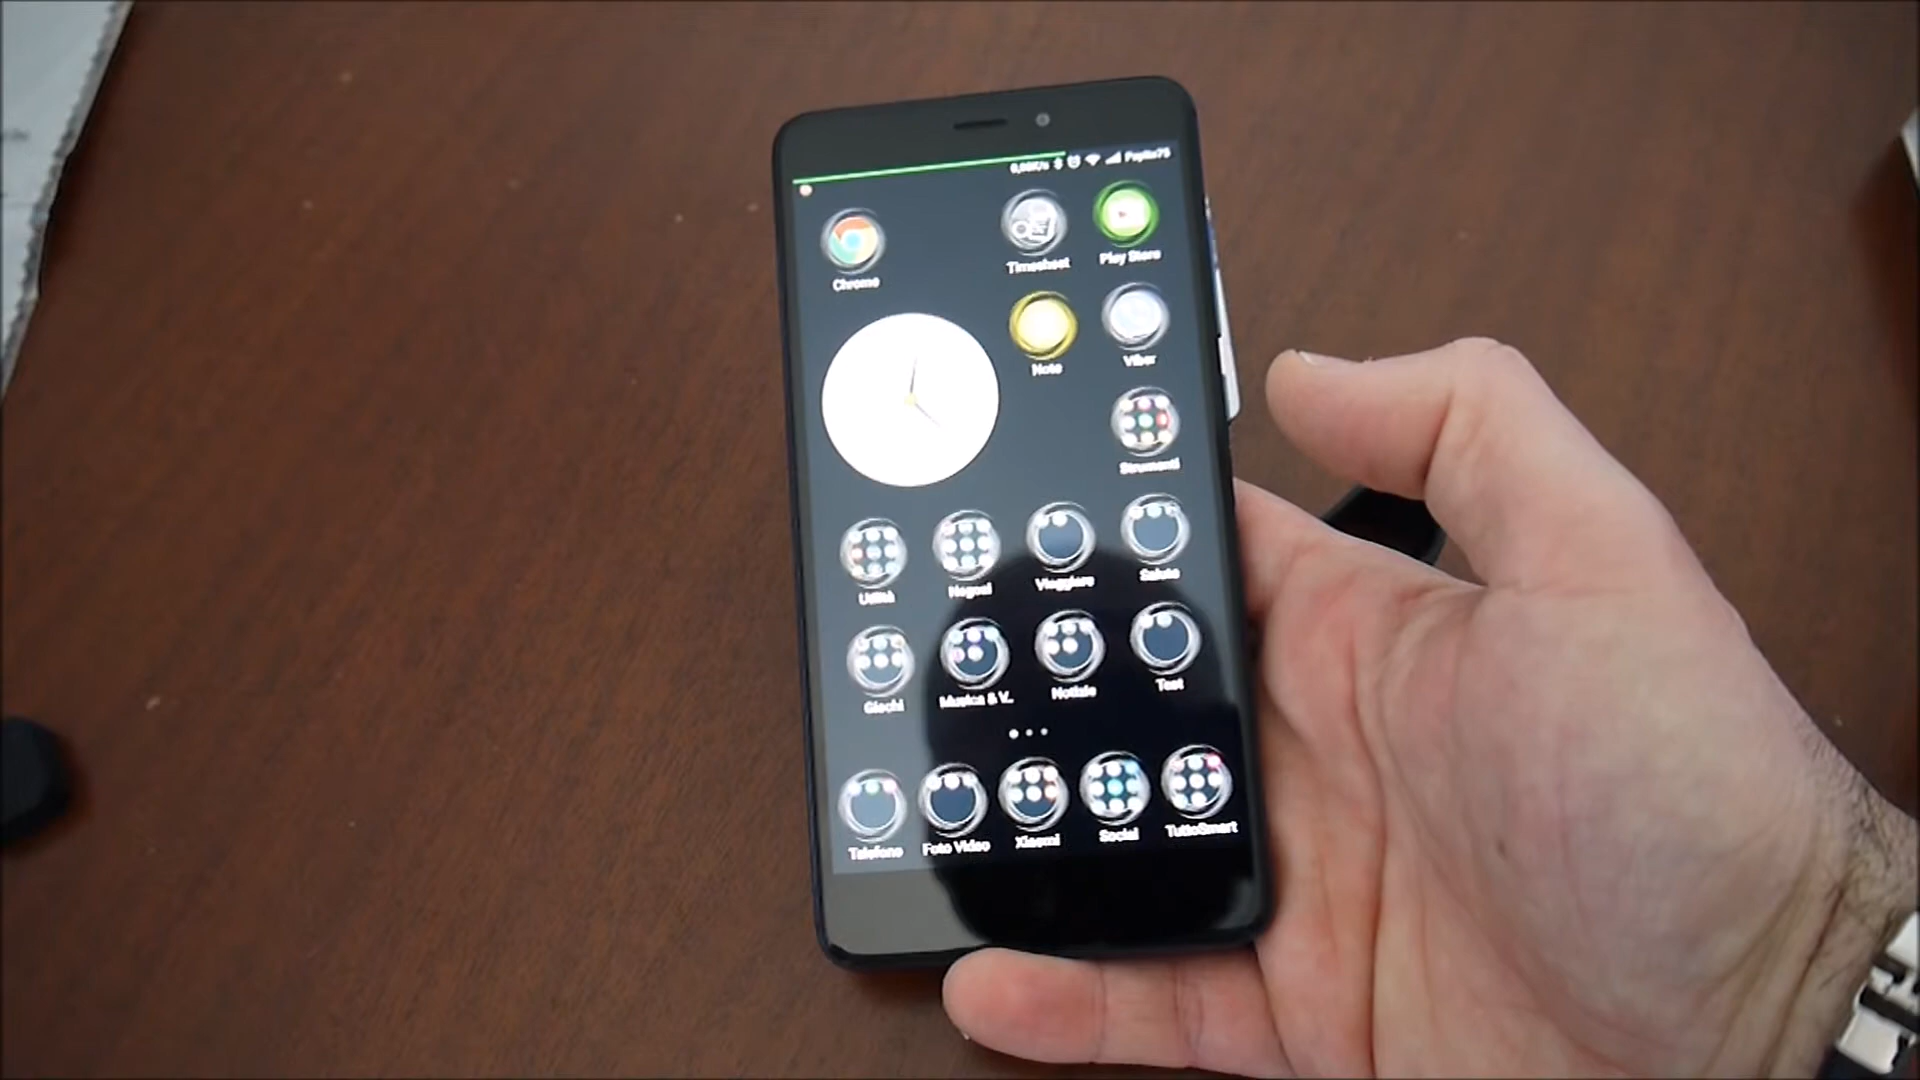 Pupita75
Chrome
Timesheet
Play Store
Note
Viber
Strumenti
Utilità
Negozi
Viaggiare
Salute
Giochi
Musica & V..
Notizie
Test
Telefono
Foto Video
Xiaomi
Social
TuttoSmart